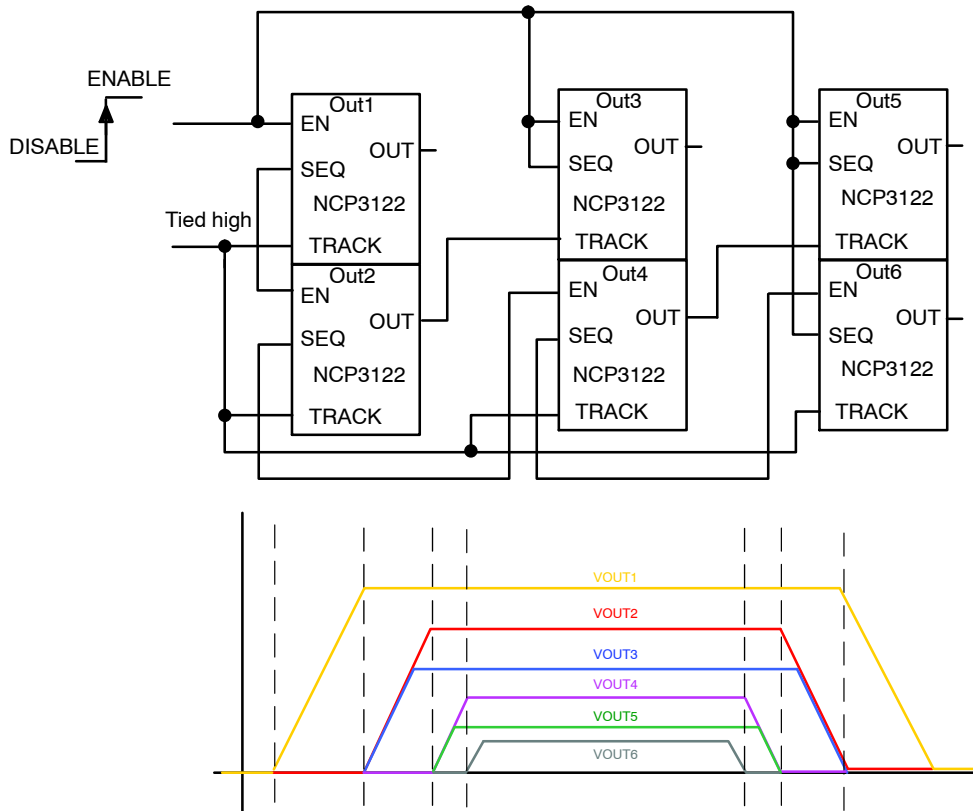 ENABLE
DISABLE
Tied high
Out1
EN
OUT
SEQ
NCP3122
TRACK
Out2
EN
OUT
SEQ
NCP3122
TRACK
Out3
EN
OUT
SEQ
NCP3122
TRACK
Out4
EN
OUT
SEQ
NCP3122
TRACK
Out5
EN
OUT
SEQ
NCP3122
TRACK
Out6
EN
OUT
SEQ
NCP3122
TRACK
VOUT1
VOUT2
VOUT3
VOUT4
VOUT5
VOUT6